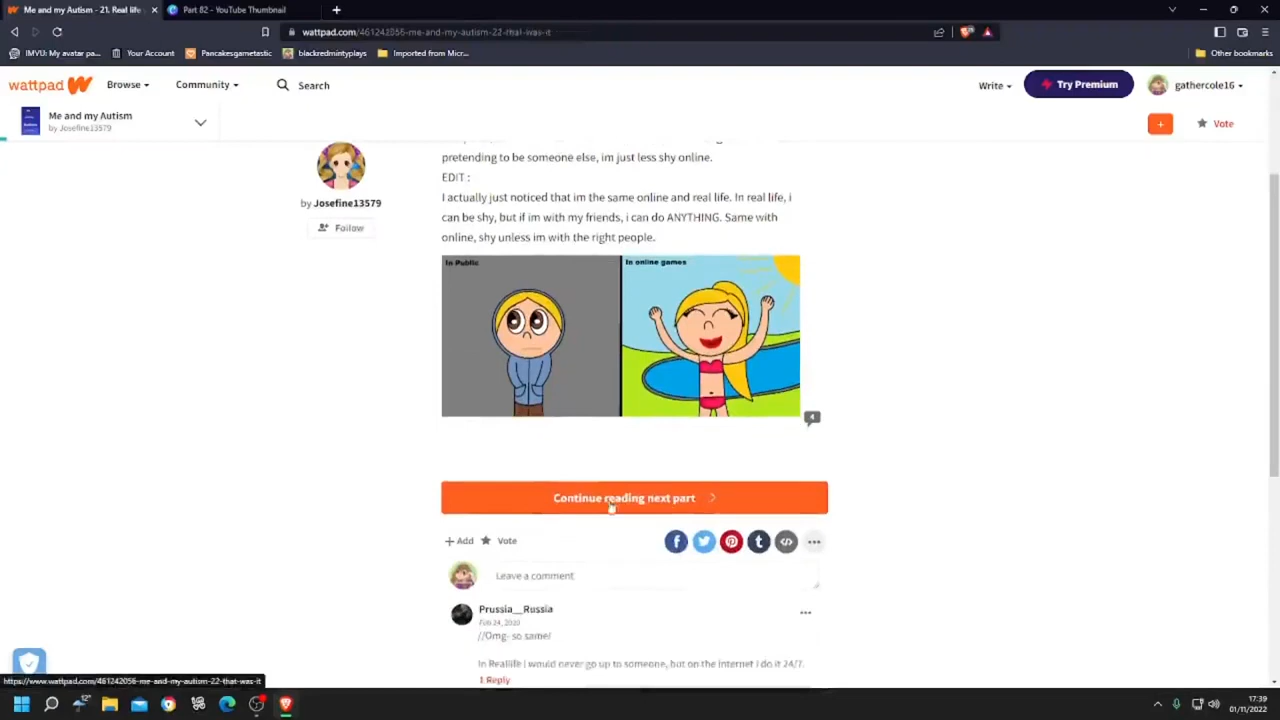 Me and my Autism - 21. Real life
Part 82 - YouTube Thumbnail
wattpad.com/461242056-me-and-my-autism-22-that-was-it
IMVU: My avatar pa...
Your Account
Pancakesgametastic
blackredmintyplays
Imported from Micr...
Other bookmarks
wattpad
Browse
Community
Search
Write
Try Premium
gathercole16
Me and my Autism
by Josefine13579
+
Vote
pretending to be someone else, im just less shy online.
by Josefine13579
Follow
EDIT :
I actually just noticed that im the same online and real life. In real life, i
can be shy, but if im with my friends, i can do ANYTHING. Same with
online, shy unless im with the right people.
In Public
In online games
4
Continue reading next part
+ Add
Vote
Leave a comment
Prussia__Russia
Feb 24, 2020
//Omg- so same!
In Reallife I would never go up to someone, but on the internet I do it 24/7.
1 Reply
https://www.wattpad.com/461242056-me-and-my-autism-22-that-was-it
12°
17:39
01/11/2022